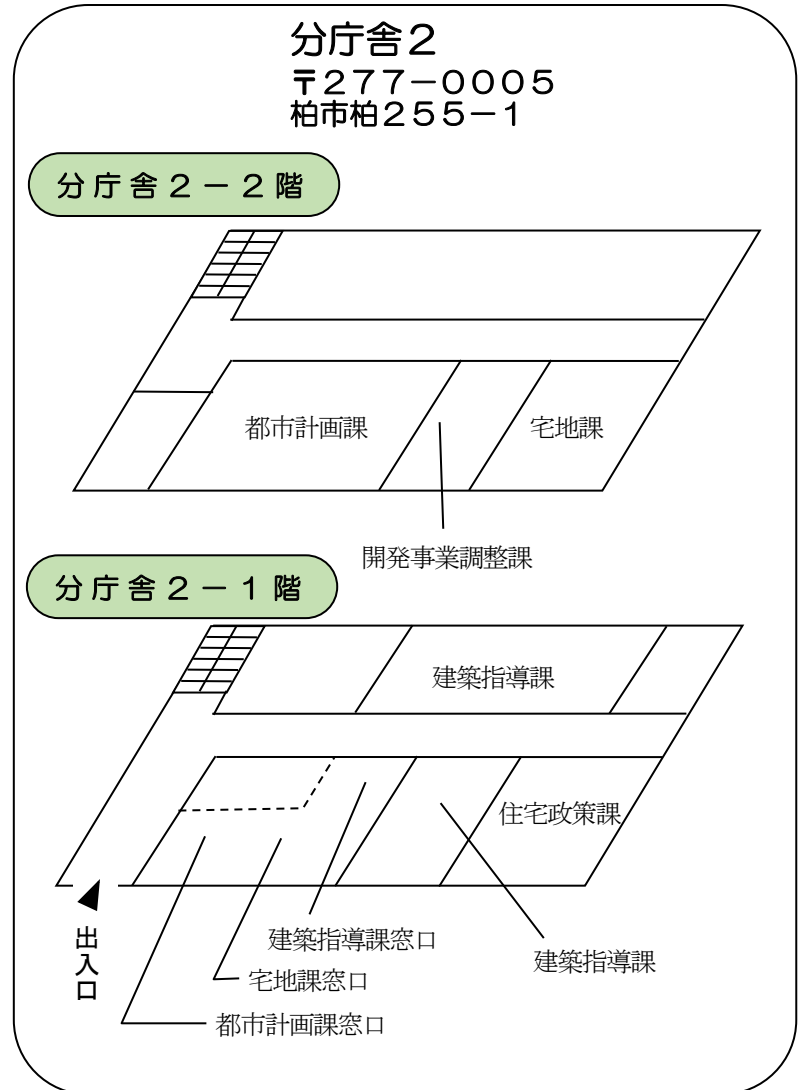 分庁舎２
〒２７７－０００５
柏市柏２５５－１
分庁舎２－２階
都市計画課
宅地課
開発事業調整課
分庁舎２－１階
建築指導課
住宅政策課
出入口
建築指導課窓口
建築指導課
宅地課窓口
都市計画課窓口